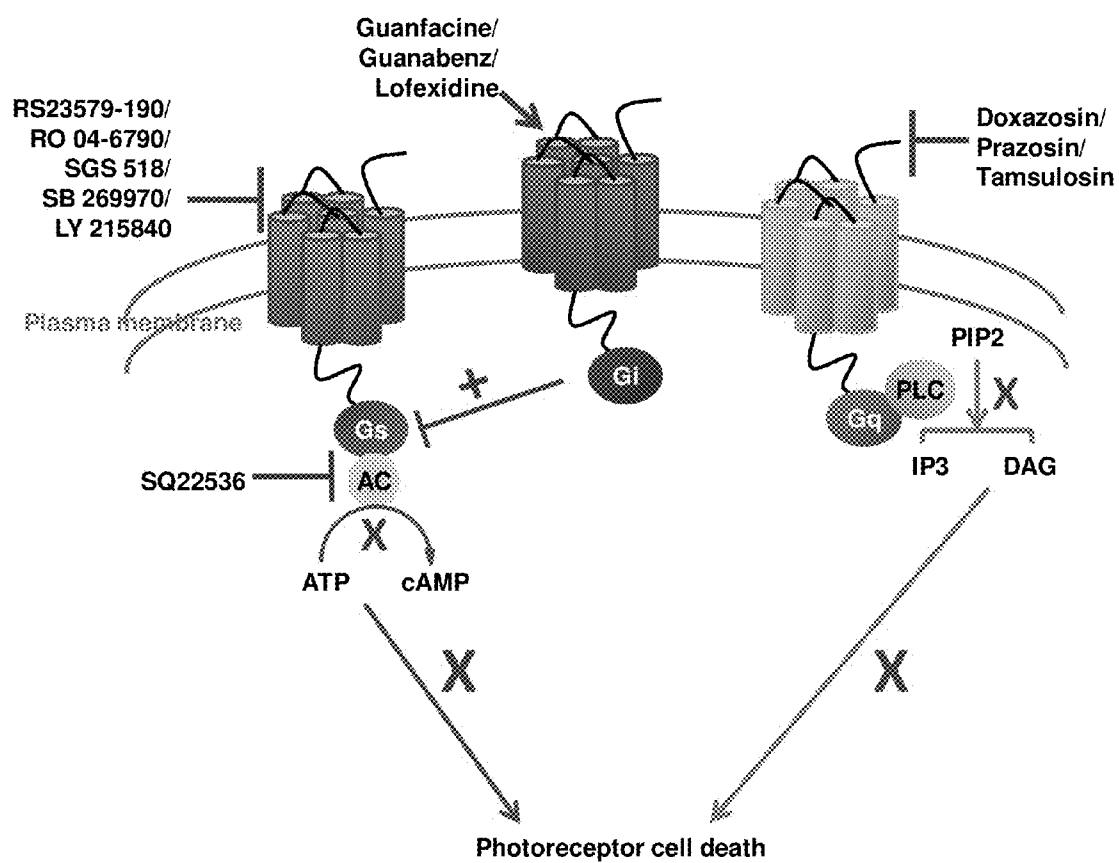 Guanfacine/
Guanabenz/
Lofexidine
RS23579-190/
RO 04-6790/
SGS 518/
SB 269970/
LY 215840
Doxazosin/
Prazosin/
Tamsulosin
Plasma membrane
Gi
PIP2
X
PLC
Gq
X
Gs
IP3
DAG
SQ22536
AC
X
ATP
cAMP
X
X
Photoreceptor cell death